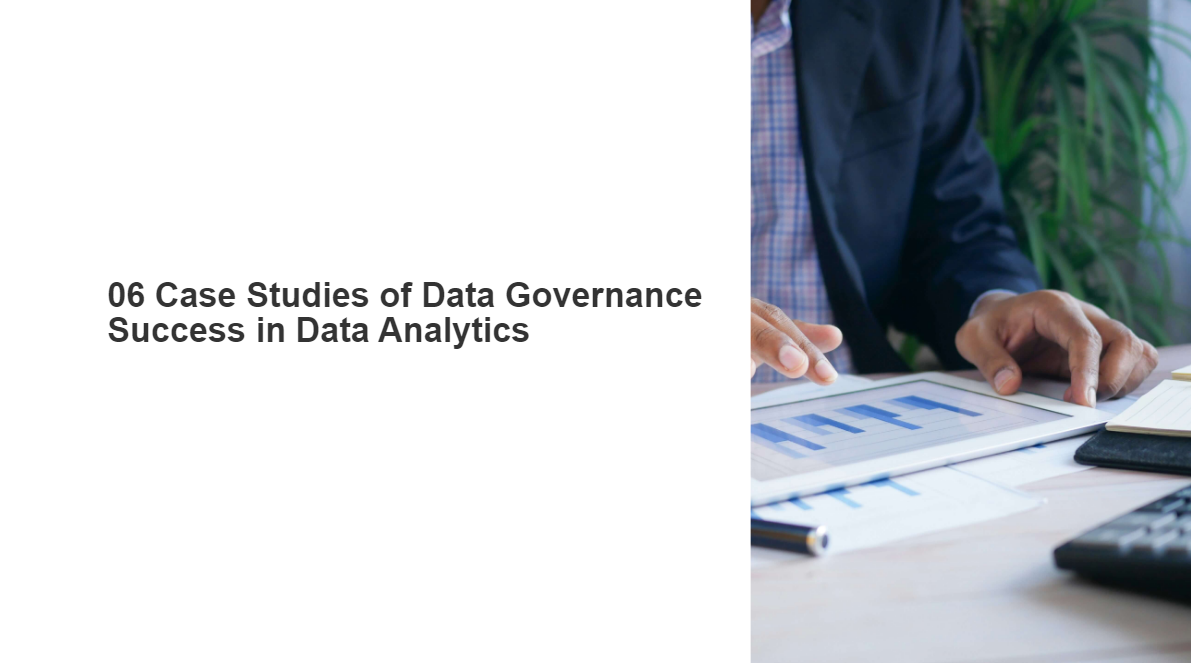 06 Case Studies of Data Governance
Success in Data Analytics